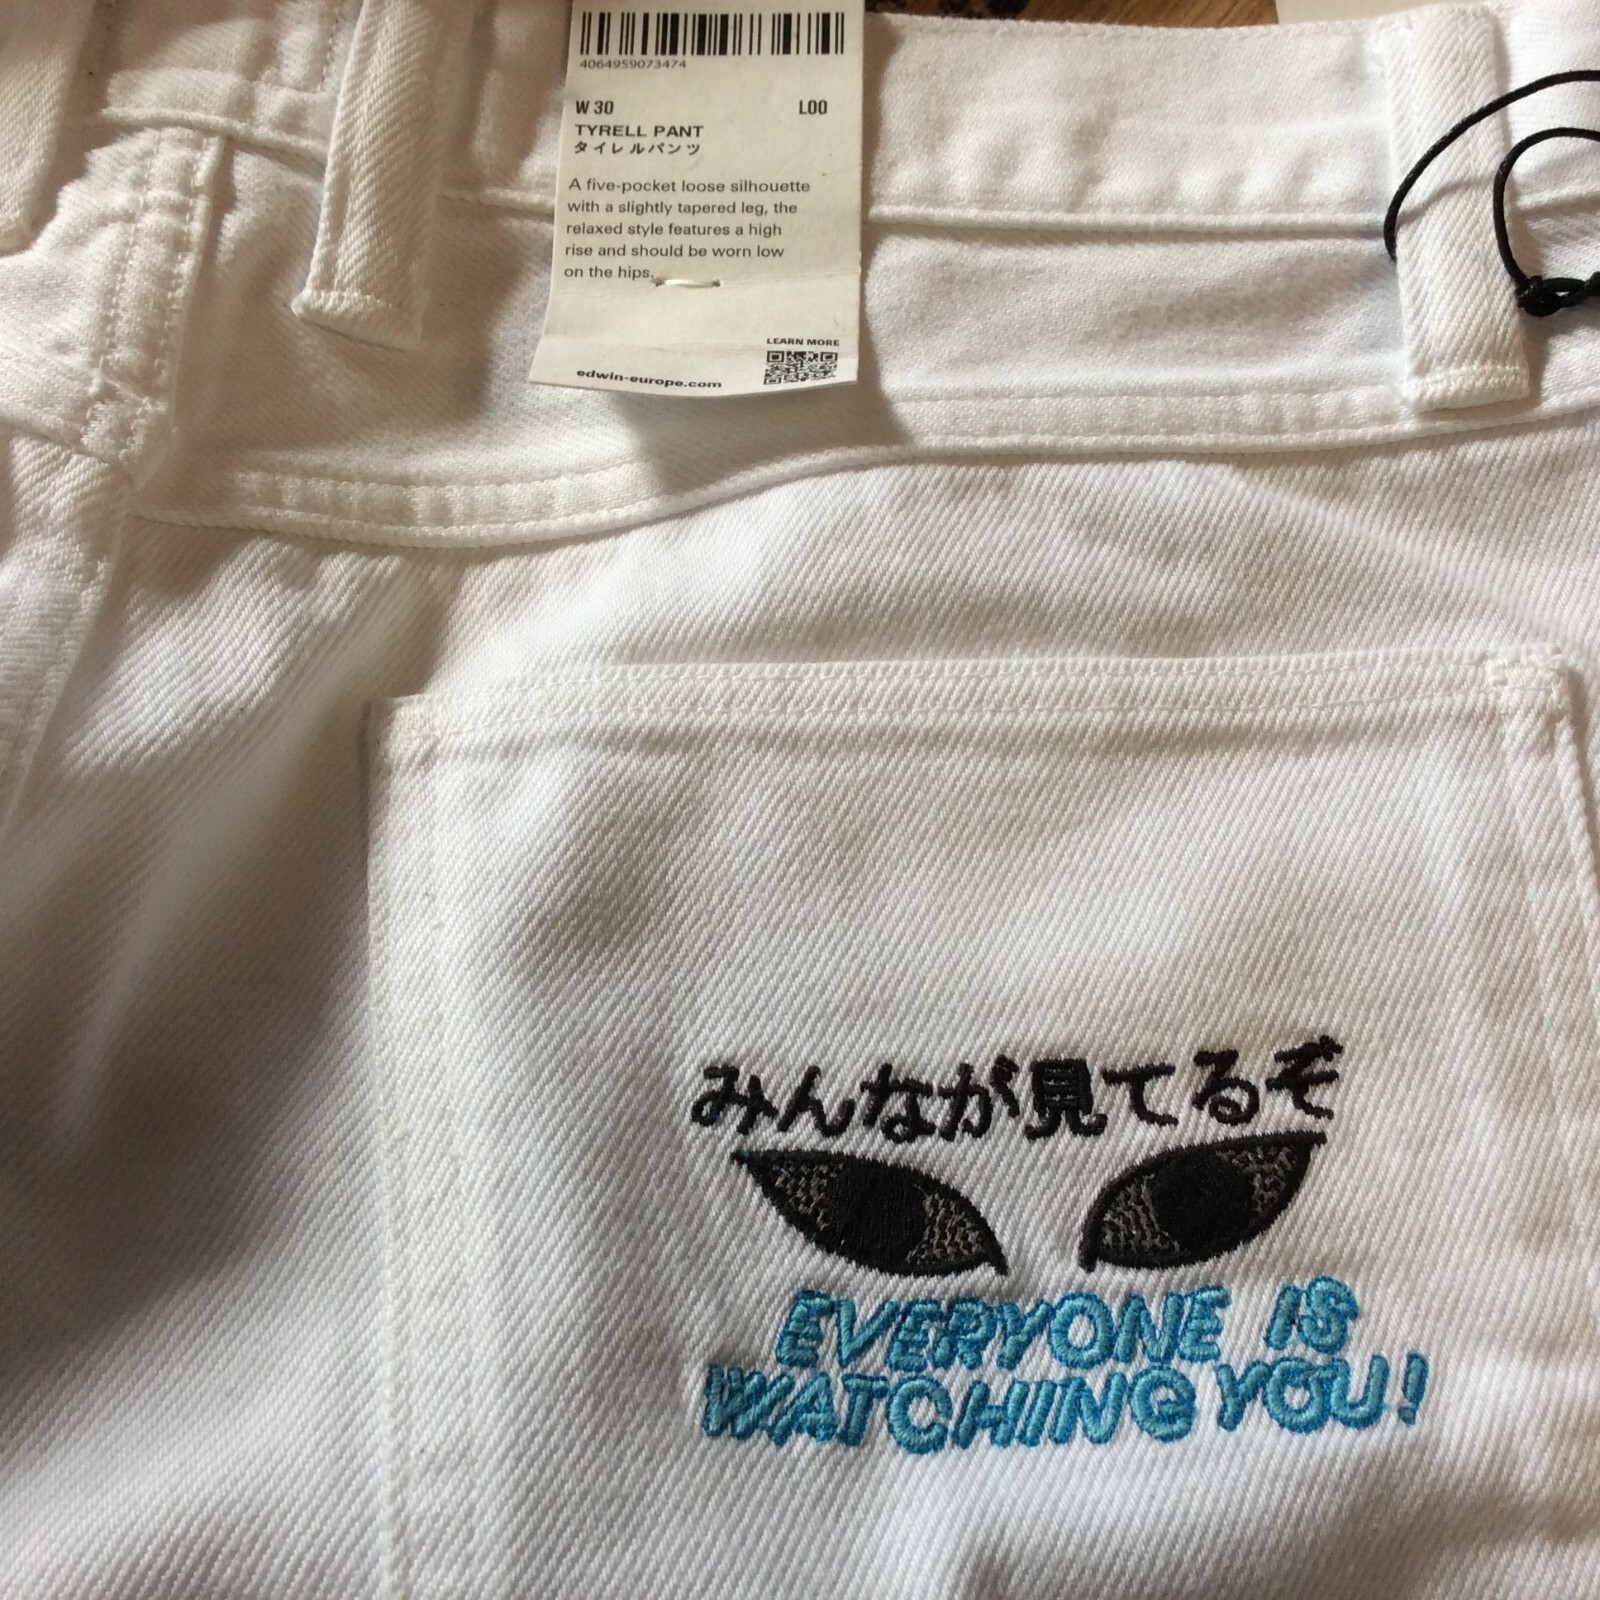 4064959073474
W 30 L00
TYRELL PANT
タイレルパンツ
A five-pocket loose silhouette
with a slightly tapered leg, the
relaxed style features a high
rise and should be worn low
on the hips.
LEARN MORE
edwin-europe.com
みんなが見てるぞ
EVERYONE IS
WATCHING YOU!